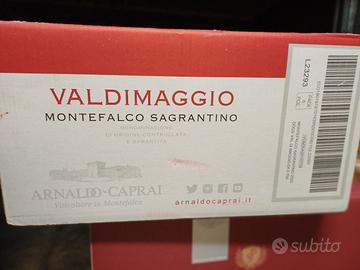 VALDIMAGGIO
MONTEFALCO SAGRANTINO
DENOMINAZIONE
DI ORIGINE CONTROLLATA
E GARANTITA
ARNALDO·CAPRAI
Viticoltore in Montefalco
arnaldocaprai.it
L23293
subito